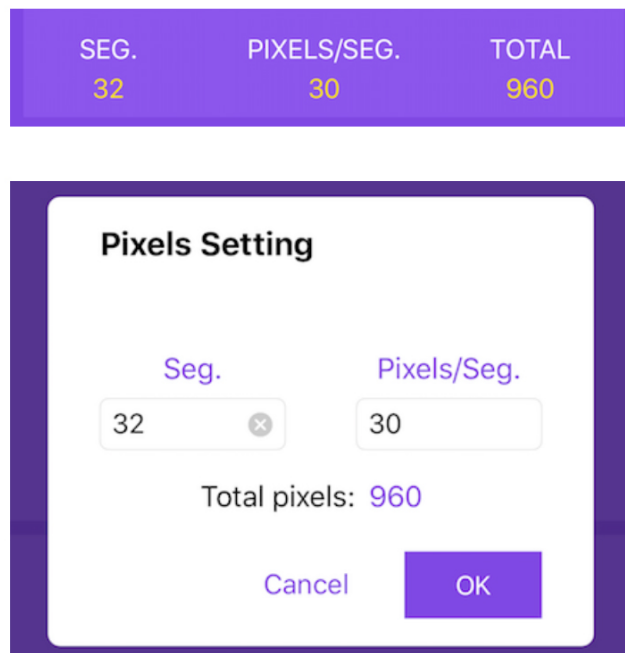 SEG. PIXELS/SEG. TOTAL
32 30 960
Pixels Setting
Seg. Pixels/Seg.
32 30
Total pixels: 960
Cancel OK